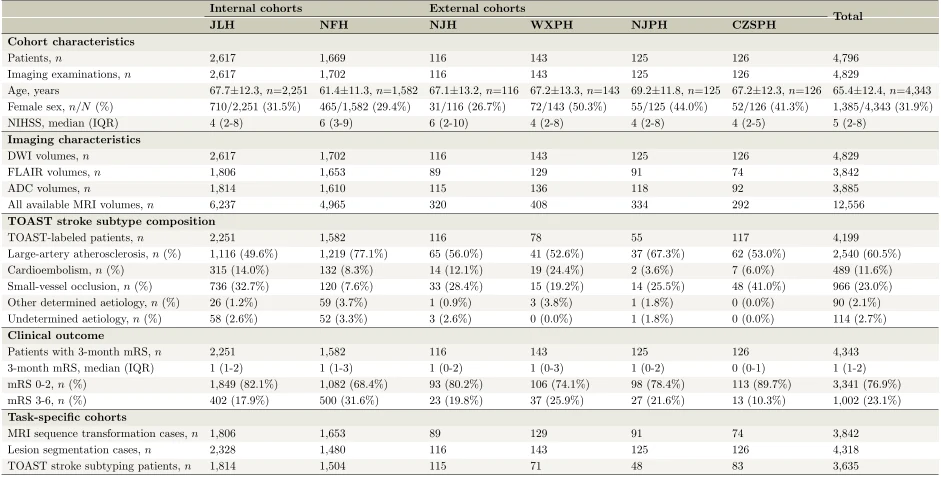 Internal cohorts External cohorts Total
JLH NFH NJH WXPH NJPH CZSPH
Cohort characteristics
Patients, n 2,617 1,669 116 143 125 126 4,796
Imaging examinations, n 2,617 1,702 116 143 125 126 4,829
Age, years 67.7±12.3, n=2,251 61.4±11.3, n=1,582 67.1±13.2, n=116 67.2±13.3, n=143 69.2±11.8, n=125 67.2±12.3, n=126 65.4±12.4, n=4,343
Female sex, n/N (%) 710/2,251 (31.5%) 465/1,582 (29.4%) 31/116 (26.7%) 72/143 (50.3%) 55/125 (44.0%) 52/126 (41.3%) 1,385/4,343 (31.9%)
NIHSS, median (IQR) 4 (2-8) 6 (3-9) 6 (2-10) 4 (2-8) 4 (2-8) 4 (2-5) 5 (2-8)
Imaging characteristics
DWI volumes, n 2,617 1,702 116 143 125 126 4,829
FLAIR volumes, n 1,806 1,653 89 129 91 74 3,842
ADC volumes, n 1,814 1,610 115 136 118 92 3,885
All available MRI volumes, n 6,237 4,965 320 408 334 292 12,556
TOAST stroke subtype composition
TOAST-labeled patients, n 2,251 1,582 116 78 55 117 4,199
Large-artery atherosclerosis, n (%) 1,116 (49.6%) 1,219 (77.1%) 65 (56.0%) 41 (52.6%) 37 (67.3%) 62 (53.0%) 2,540 (60.5%)
Cardioembolism, n (%) 315 (14.0%) 132 (8.3%) 14 (12.1%) 19 (24.4%) 2 (3.6%) 7 (6.0%) 489 (11.6%)
Small-vessel occlusion, n (%) 736 (32.7%) 120 (7.6%) 33 (28.4%) 15 (19.2%) 14 (25.5%) 48 (41.0%) 966 (23.0%)
Other determined aetiology, n (%) 26 (1.2%) 59 (3.7%) 1 (0.9%) 3 (3.8%) 1 (1.8%) 0 (0.0%) 90 (2.1%)
Undetermined aetiology, n (%) 58 (2.6%) 52 (3.3%) 3 (2.6%) 0 (0.0%) 1 (1.8%) 0 (0.0%) 114 (2.7%)
Clinical outcome
Patients with 3-month mRS, n 2,251 1,582 116 143 125 126 4,343
3-month mRS, median (IQR) 1 (1-2) 1 (1-3) 1 (0-2) 1 (0-3) 1 (0-2) 0 (0-1) 1 (1-2)
mRS 0-2, n (%) 1,849 (82.1%) 1,082 (68.4%) 93 (80.2%) 106 (74.1%) 98 (78.4%) 113 (89.7%) 3,341 (76.9%)
mRS 3-6, n (%) 402 (17.9%) 500 (31.6%) 23 (19.8%) 37 (25.9%) 27 (21.6%) 13 (10.3%) 1,002 (23.1%)
Task-specific cohorts
MRI sequence transformation cases, n 1,806 1,653 89 129 91 74 3,842
Lesion segmentation cases, n 2,328 1,480 116 143 125 126 4,318
TOAST stroke subtyping patients, n 1,814 1,504 115 71 48 83 3,635